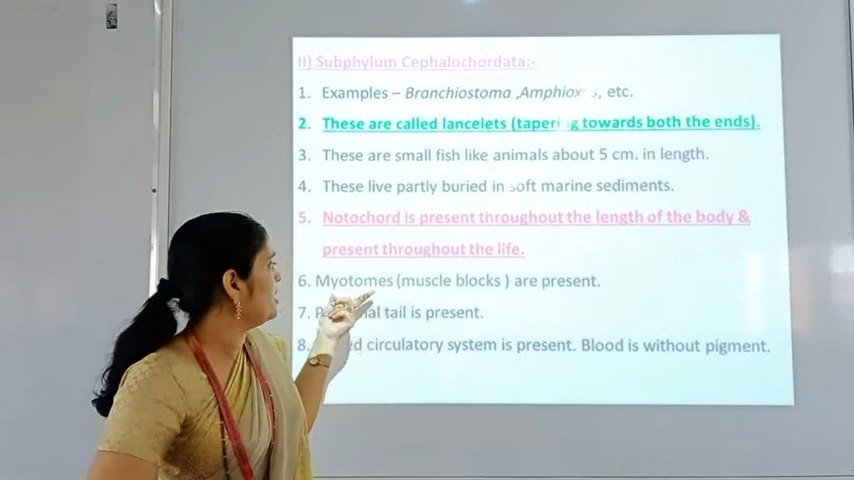 II) Subphylum Cephalochordata:-
1. Examples – Branchiostoma ,Amphioxus, etc.
2. These are called lancelets (tapering towards both the ends).
3. These are small fish like animals about 5 cm. in length.
4. These live partly buried in soft marine sediments.
5. Notochord is present throughout the length of the body &
present throughout the life.
6. Myotomes (muscle blocks ) are present.
7. tail is present.
8. circulatory system is present. Blood is without pigment.